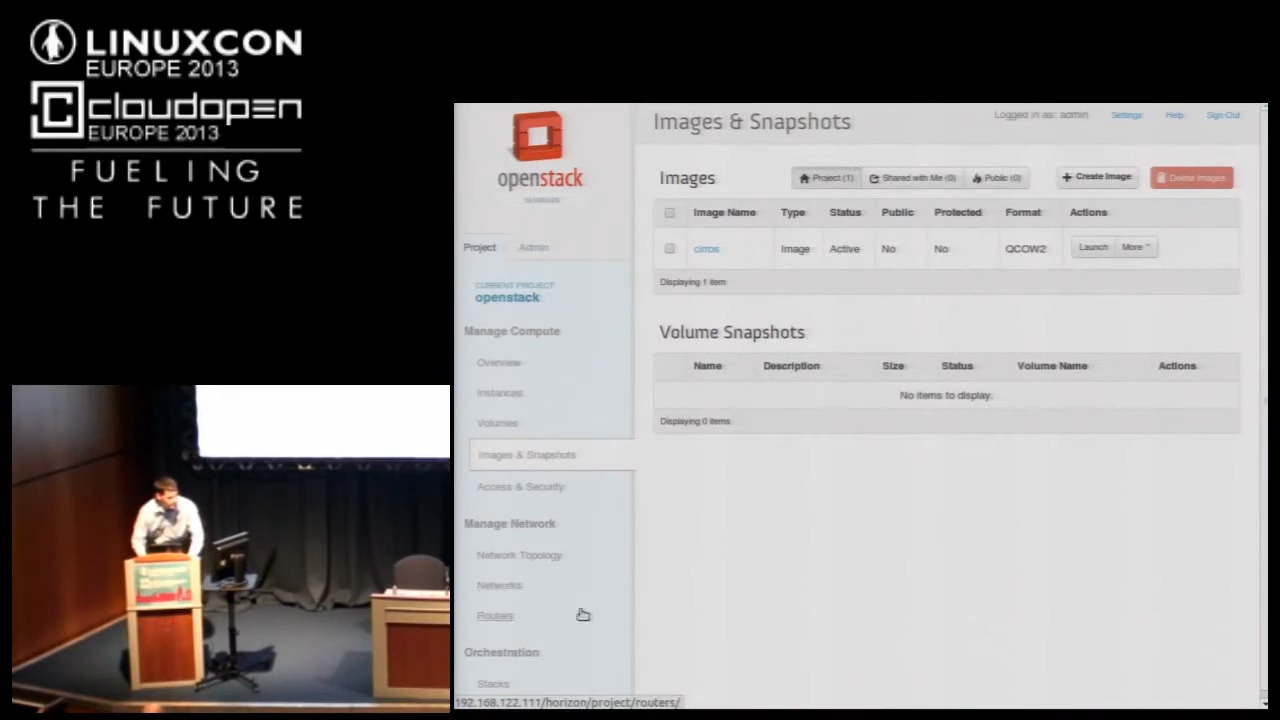 LINUXCON
EUROPE 2013
cloudopen
EUROPE 2013
FUELING
THE FUTURE
openstack
DASHBOARD
Project Admin
CURRENT PROJECT
openstack
Manage Compute
Overview
Instances
Volumes
Images & Snapshots
Access & Security
Manage Network
Network Topology
Networks
Routers
Orchestration
Stacks
192.168.122.111/horizon/project/routers/
Images & Snapshots
Logged in as: admin Settings Help Sign Out
Images
Project (1) Shared with Me (0) Public (0) Create Image Delete Images
Image Name Type Status Public Protected Format Actions
cirros Image Active No No QCOW2 Launch More
Displaying 1 item
Volume Snapshots
Name Description Size Status Volume Name Actions
No items to display.
Displaying 0 items